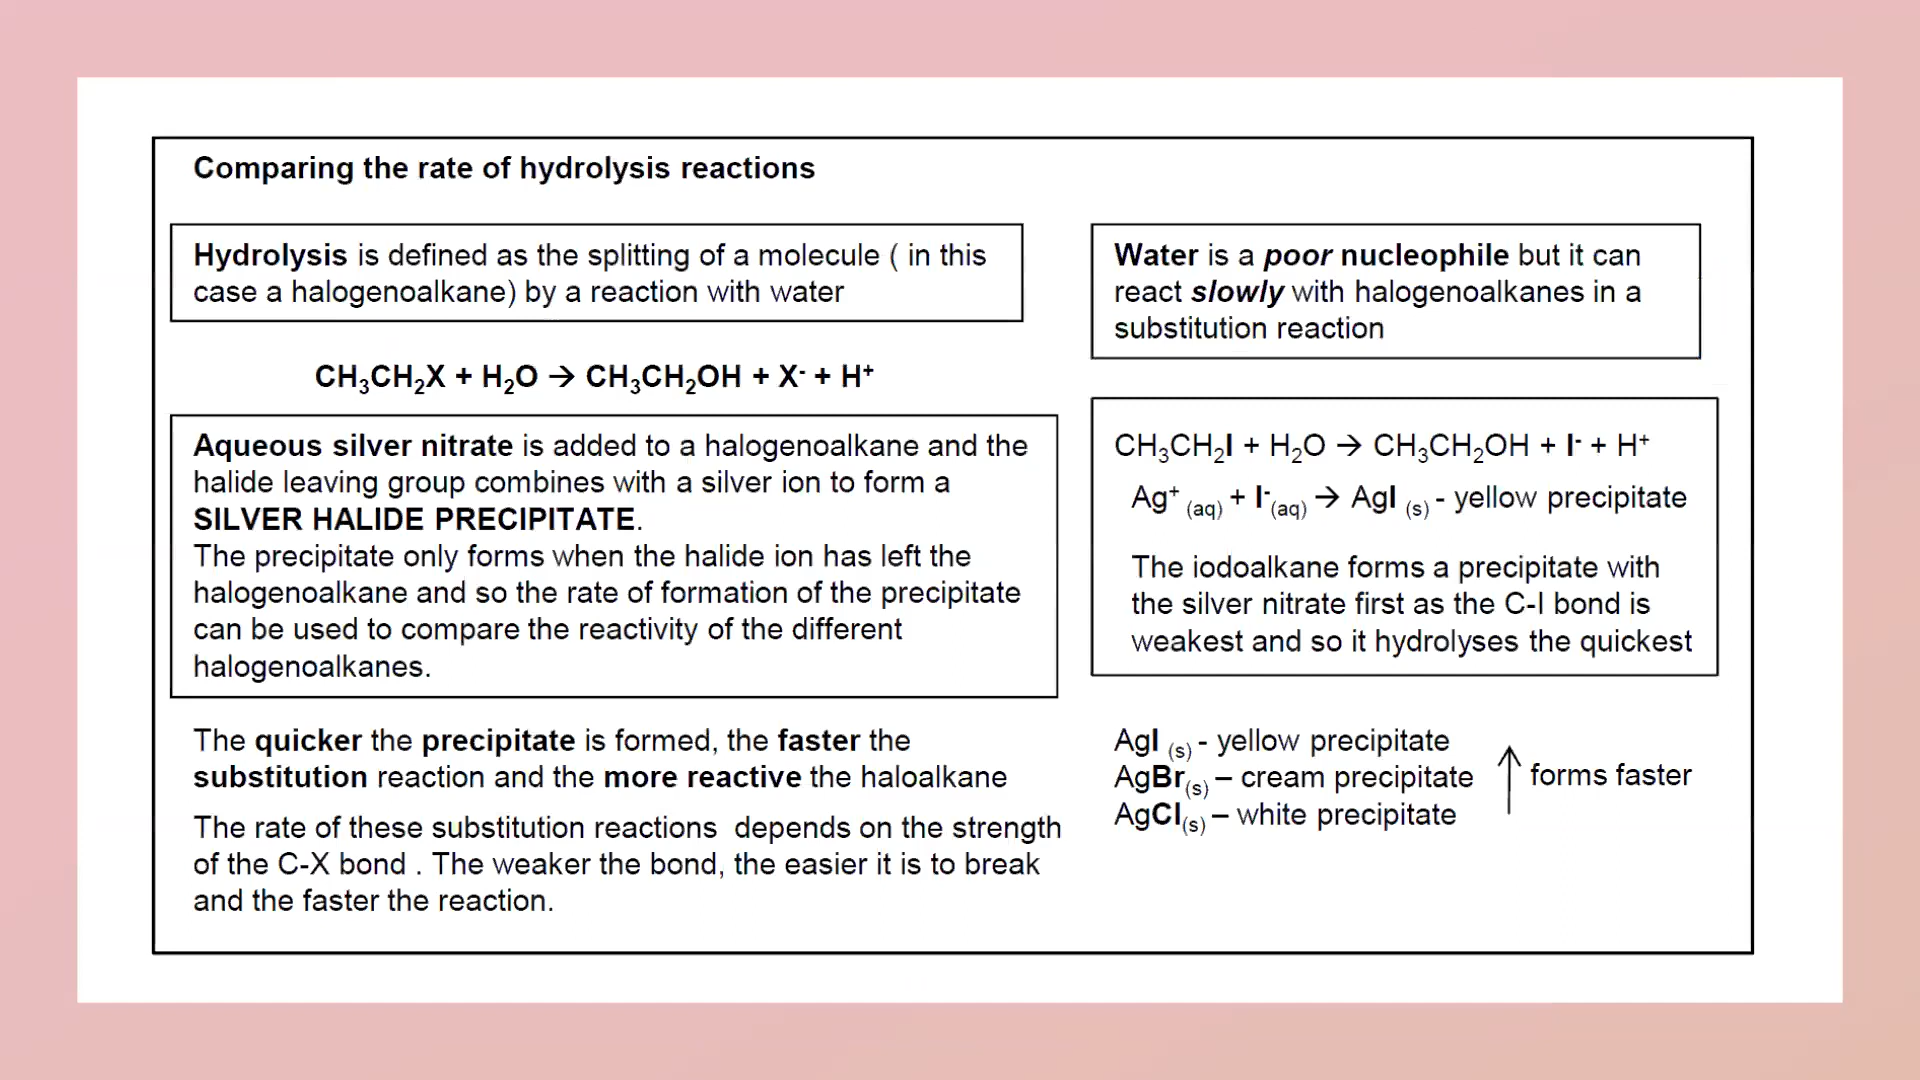 Comparing the rate of hydrolysis reactions
Hydrolysis is defined as the splitting of a molecule ( in this
case a halogenoalkane) by a reaction with water
CH₃CH₂X + H₂O → CH₃CH₂OH + X⁻ + H⁺
Aqueous silver nitrate is added to a halogenoalkane and the
halide leaving group combines with a silver ion to form a
SILVER HALIDE PRECIPITATE.
The precipitate only forms when the halide ion has left the
halogenoalkane and so the rate of formation of the precipitate
can be used to compare the reactivity of the different
halogenoalkanes.
The quicker the precipitate is formed, the faster the
substitution reaction and the more reactive the haloalkane
The rate of these substitution reactions depends on the strength
of the C-X bond . The weaker the bond, the easier it is to break
and the faster the reaction.
Water is a poor nucleophile but it can
react slowly with halogenoalkanes in a
substitution reaction
CH₃CH₂I + H₂O → CH₃CH₂OH + I⁻ + H⁺
Ag⁺ (aq) + I⁻(aq) → AgI (s) - yellow precipitate
The iodoalkane forms a precipitate with
the silver nitrate first as the C-I bond is
weakest and so it hydrolyses the quickest
AgI (s) - yellow precipitate
AgBr(s) – cream precipitate
AgCl(s) – white precipitate
forms faster